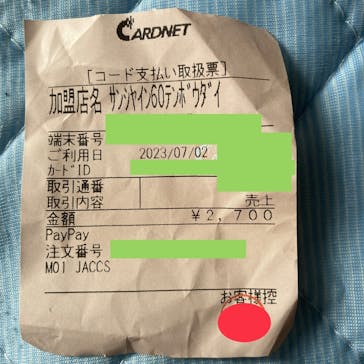 CARDNET
[コード支払い取扱票]
加盟店名 サンシャイン60テンボウダイ
端末番号
ご利用日 2023/07/02
カードID
取引通番
取引内容 売上
金額 ¥2,700
PayPay
注文番号
MOI JACCS
お客様控